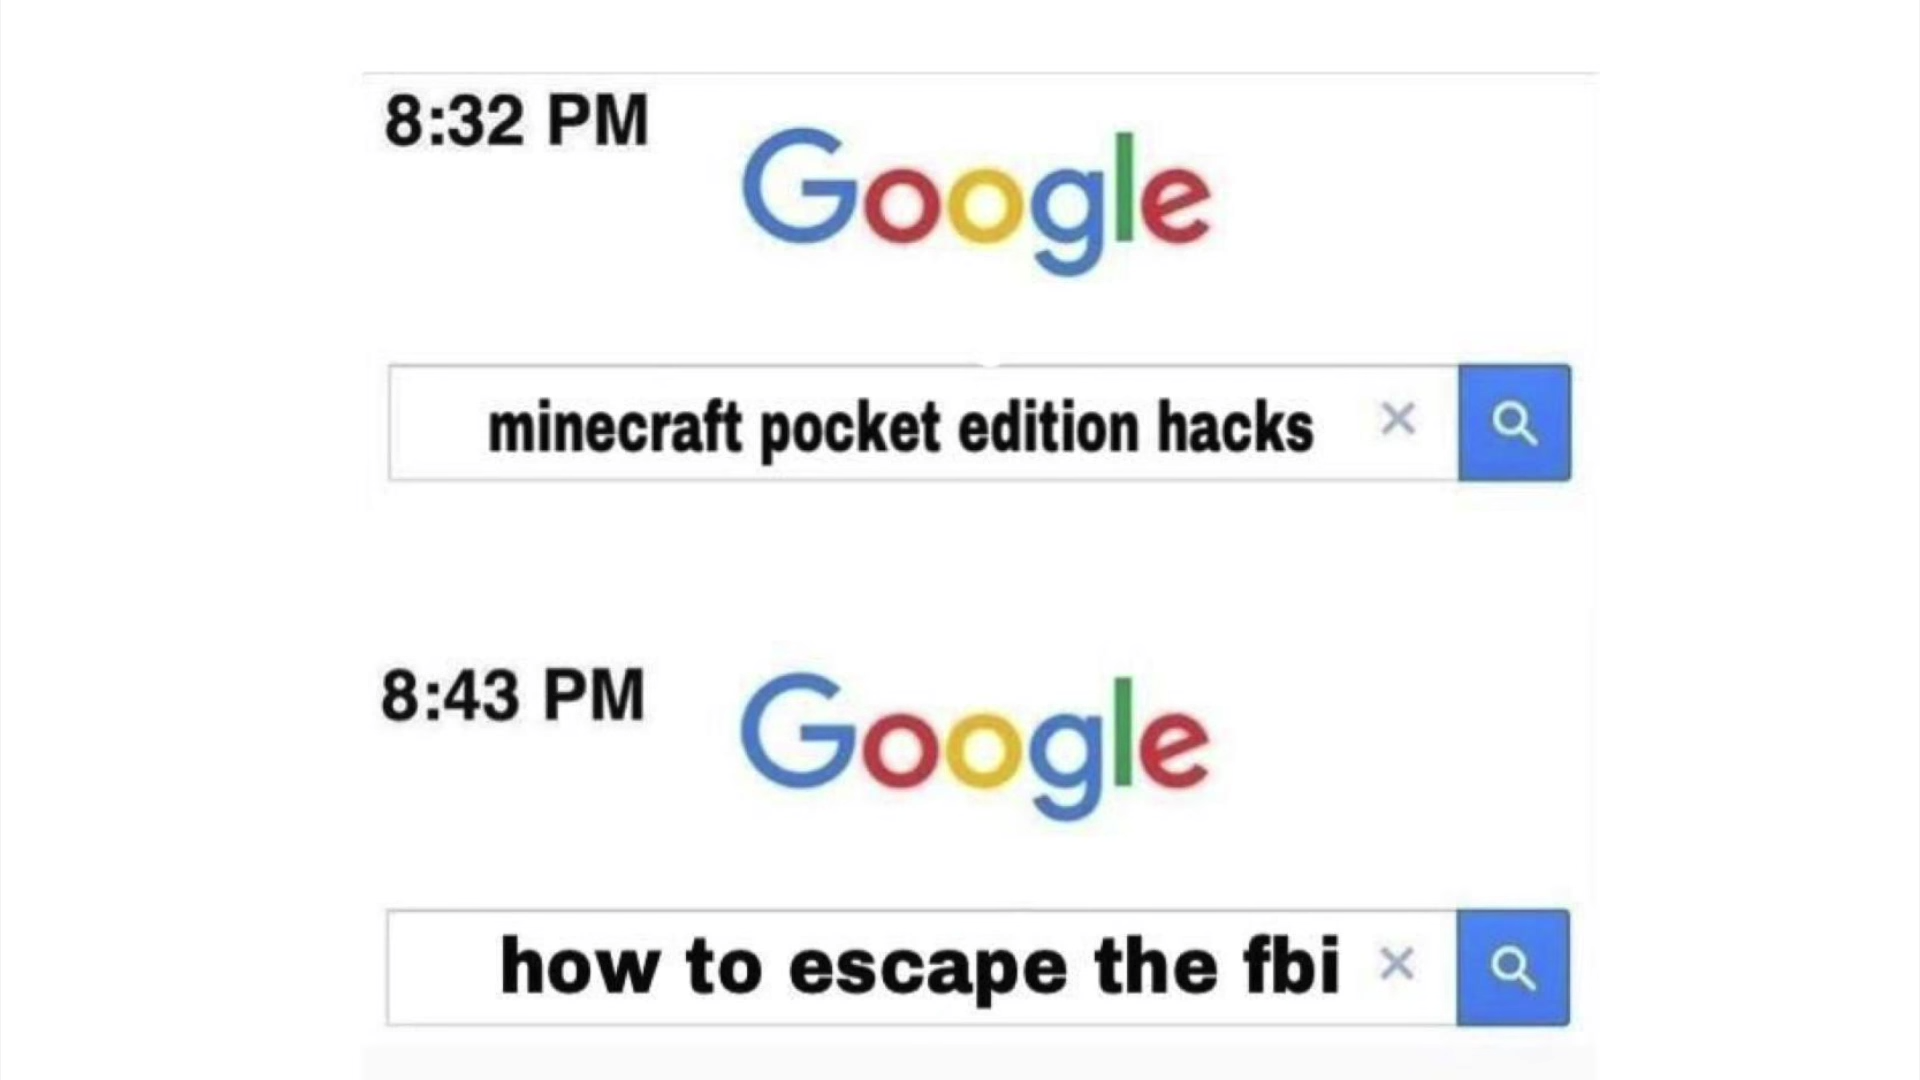 8:32 PM
Google
minecraft pocket edition hacks
8:43 PM
Google
how to escape the fbi